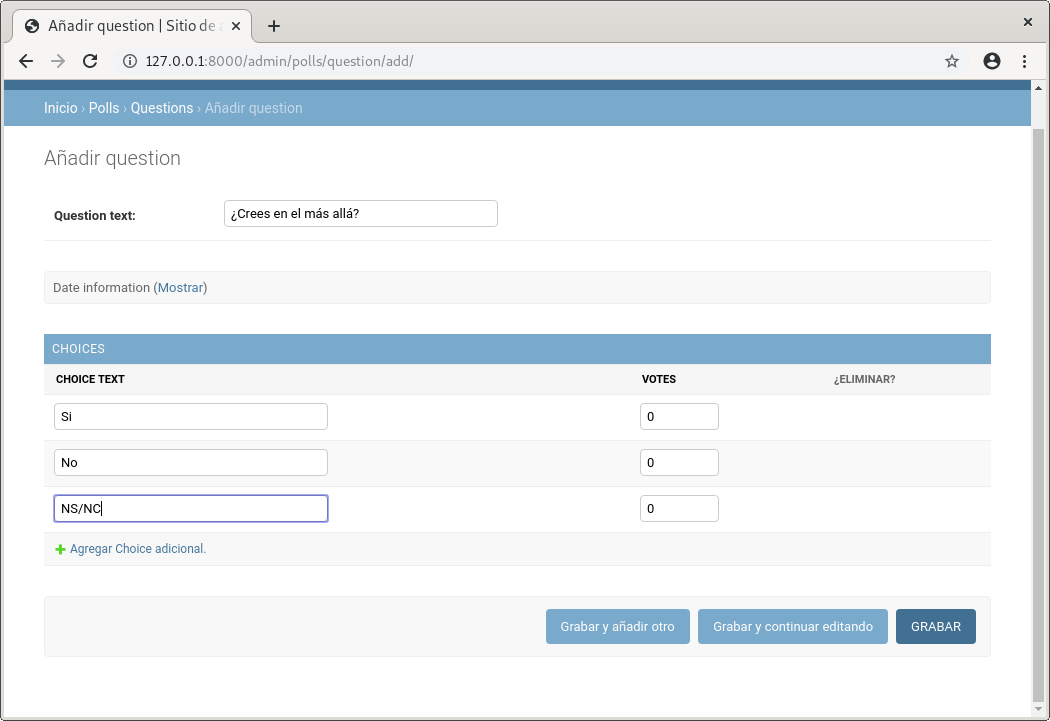 Añadir question | Sitio de
127.0.0.1:8000/admin/polls/question/add/
Inicio › Polls › Questions › Añadir question
Añadir question
Question text: ¿Crees en el más allá?
Date information (Mostrar)
CHOICES
CHOICE TEXT VOTES ¿ELIMINAR?
Si 0
No 0
NS/NC 0
Agregar Choice adicional.
Grabar y añadir otro Grabar y continuar editando GRABAR